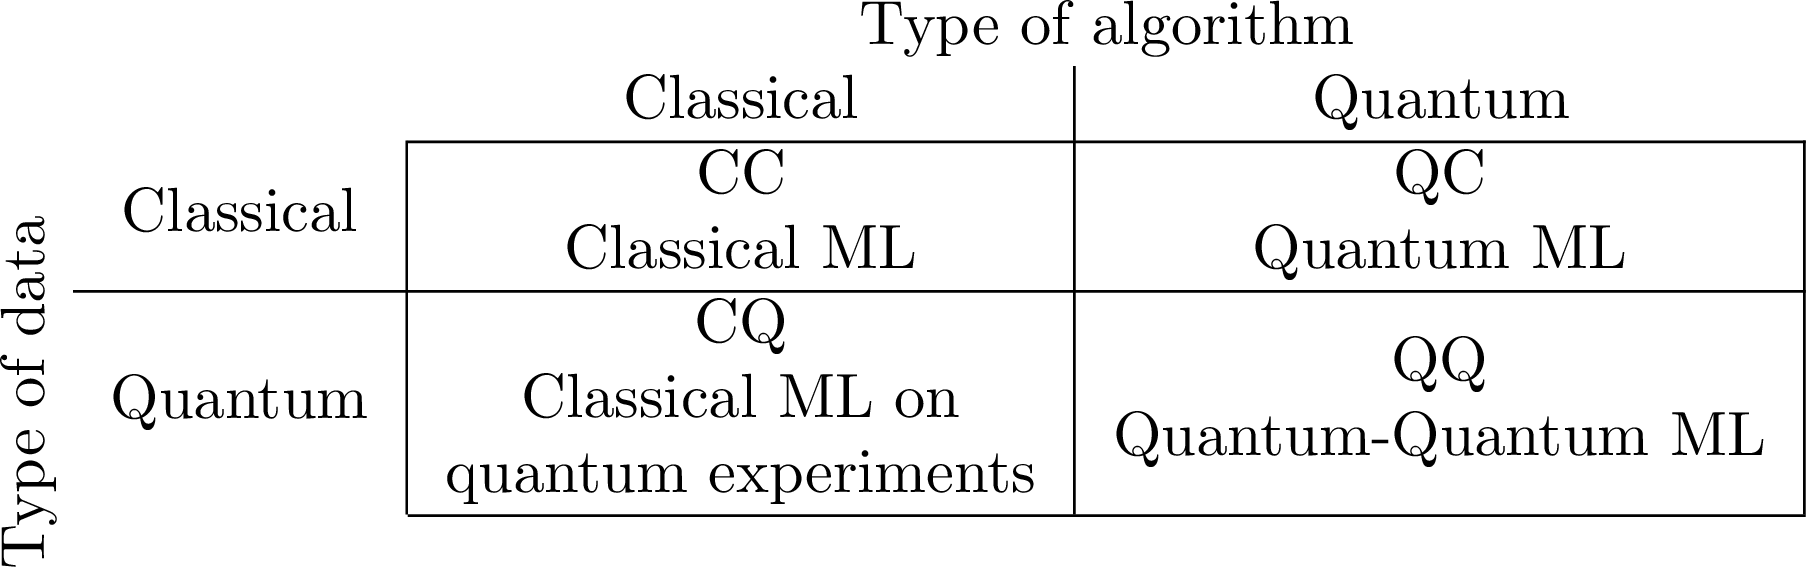 Type of algorithm
Classical
Quantum
Type of data
Classical
CC
Classical ML
QC
Quantum ML
Quantum
CQ
Classical ML on
quantum experiments
QQ
Quantum-Quantum ML